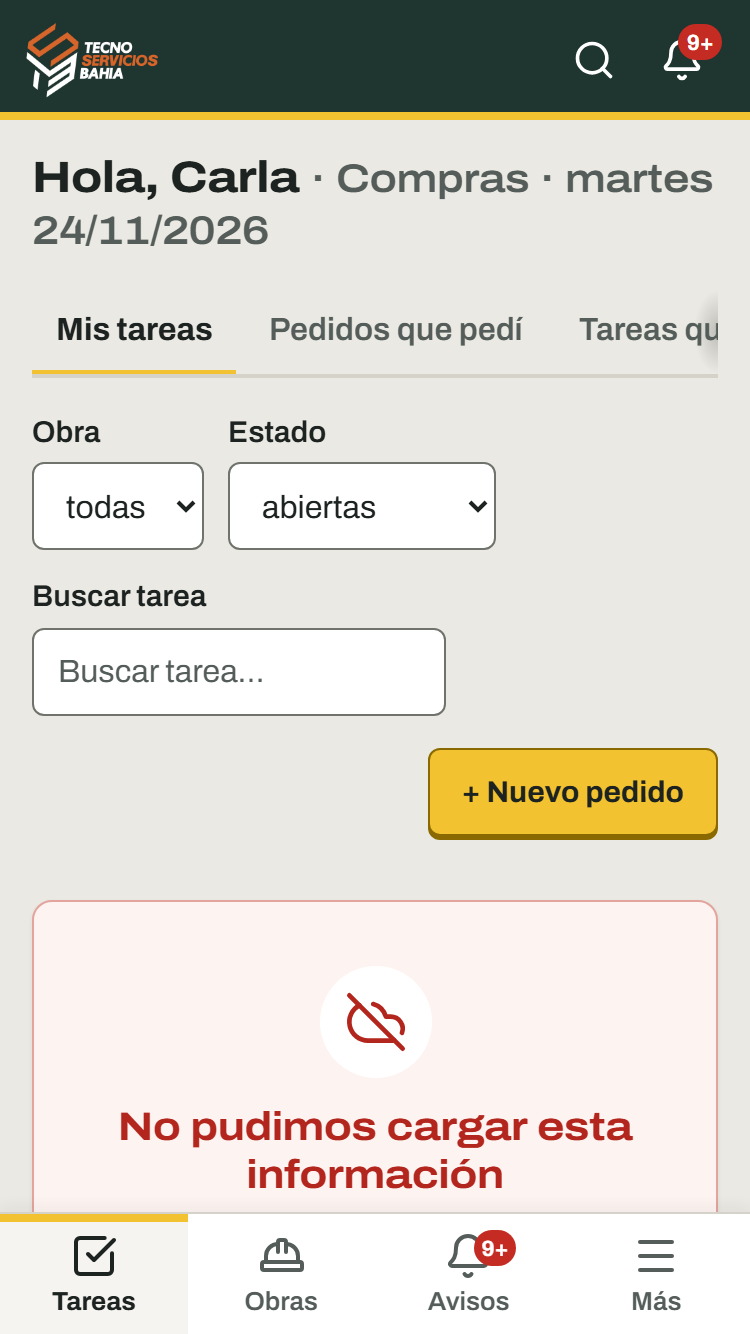 TECNO
SERVICIOS
BAHIA
9+
Hola, Carla · Compras · martes
24/11/2026
Mis tareas Pedidos que pedí Tareas qu
Obra Estado
todas abiertas
Buscar tarea
Buscar tarea...
+ Nuevo pedido
No pudimos cargar esta
información
9+
Tareas Obras Avisos Más